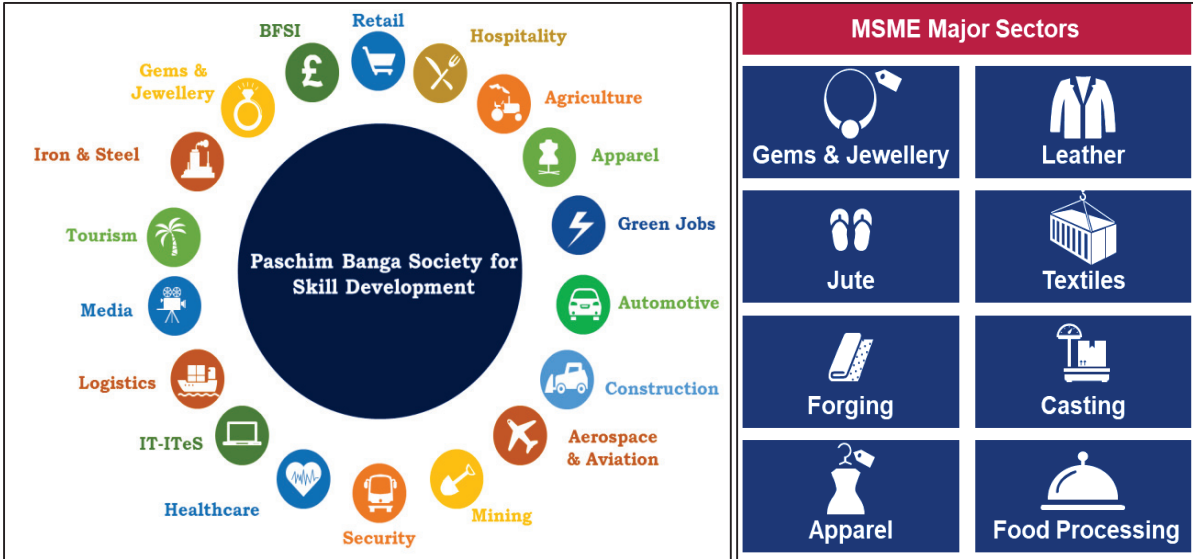 Retail
Hospitality
Agriculture
Apparel
Green Jobs
Automotive
Construction
Aerospace
& Aviation
Mining
Security
Healthcare
IT-ITeS
Logistics
Media
Tourism
Iron & Steel
Gems &
Jewellery
BFSI
£
Paschim Banga Society for
Skill Development
MSME Major Sectors
Gems & Jewellery
Leather
Jute
Textiles
Forging
Casting
Apparel
Food Processing